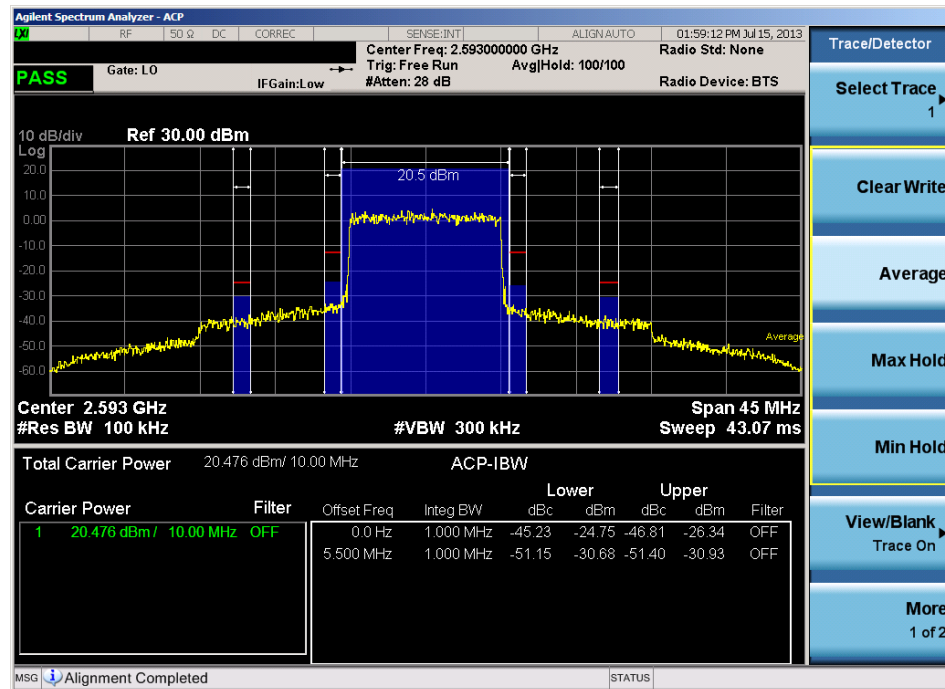 Agilent Spectrum Analyzer - ACP
LXI RF 50 Ω DC CORREC SENSE:INT ALIGN AUTO 01:59:12 PM Jul 15, 2013
Center Freq: 2.593000000 GHz Radio Std: None
PASS Gate: LO Trig: Free Run Avg|Hold: 100/100
IFGain:Low #Atten: 28 dB Radio Device: BTS
10 dB/div Ref 30.00 dBm
Log
20.5 dBm
20.0
10.0
0.00
-10.0
-20.0
-30.0
-40.0
Average
-50.0
-60.0
Center 2.593 GHz Span 45 MHz
#Res BW 100 kHz #VBW 300 kHz Sweep 43.07 ms
Total Carrier Power 20.476 dBm/ 10.00 MHz ACP-IBW
Lower Upper
Carrier Power Filter Offset Freq Integ BW dBc dBm dBc dBm Filter
1 20.476 dBm / 10.00 MHz OFF 0.0 Hz 1.000 MHz -45.23 -24.75 -46.81 -26.34 OFF
5.500 MHz 1.000 MHz -51.15 -30.68 -51.40 -30.93 OFF
MSG Alignment Completed STATUS
Trace/Detector
Select Trace
1
Clear Write
Average
Max Hold
Min Hold
View/Blank
Trace On
More
1 of 2